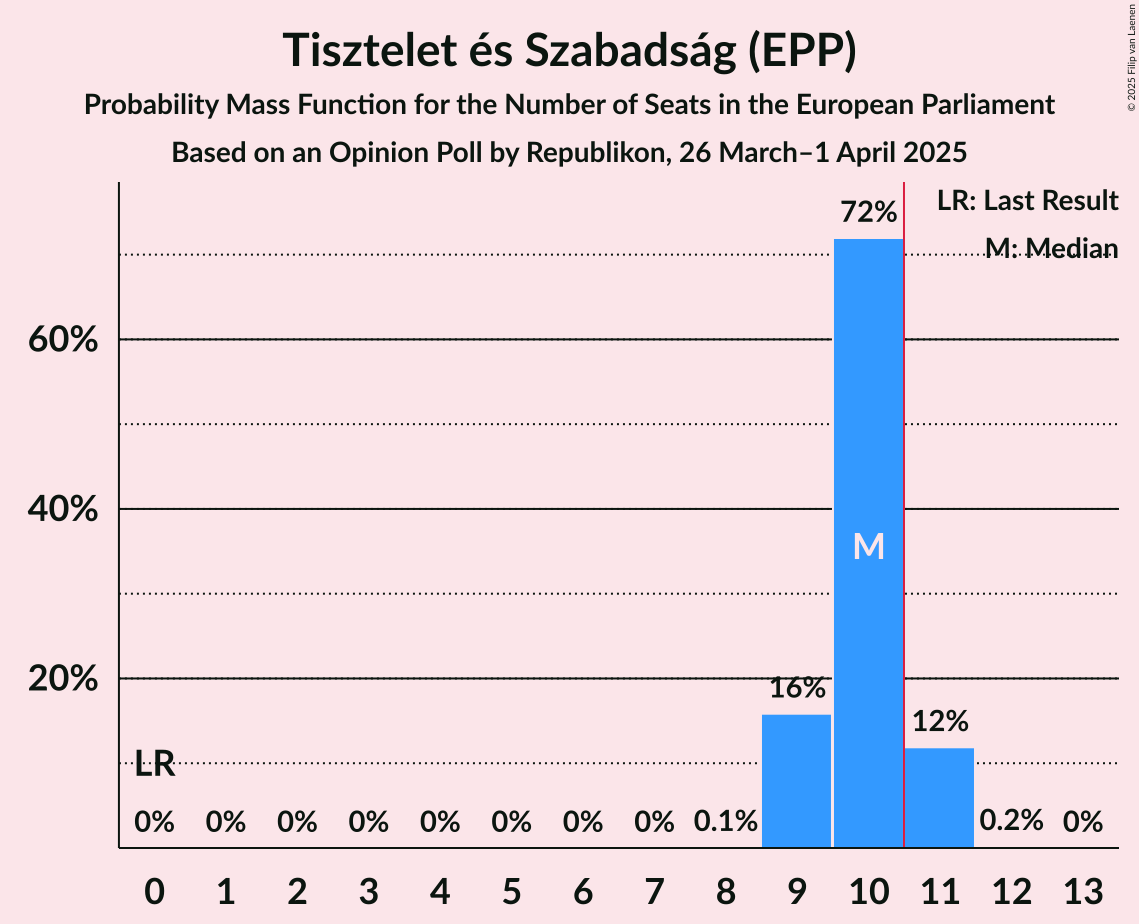 Tisztelet és Szabadság (EPP)
Probability Mass Function for the Number of Seats in the European Parliament
Based on an Opinion Poll by Republikon, 26 March–1 April 2025
© 2025 Filip van Laenen
LR: Last Result
M: Median
72%
60%
40%
M
20%
16%
12%
LR
0% 0% 0% 0% 0% 0% 0% 0% 0.1% 0.2% 0%
0 1 2 3 4 5 6 7 8 9 10 11 12 13